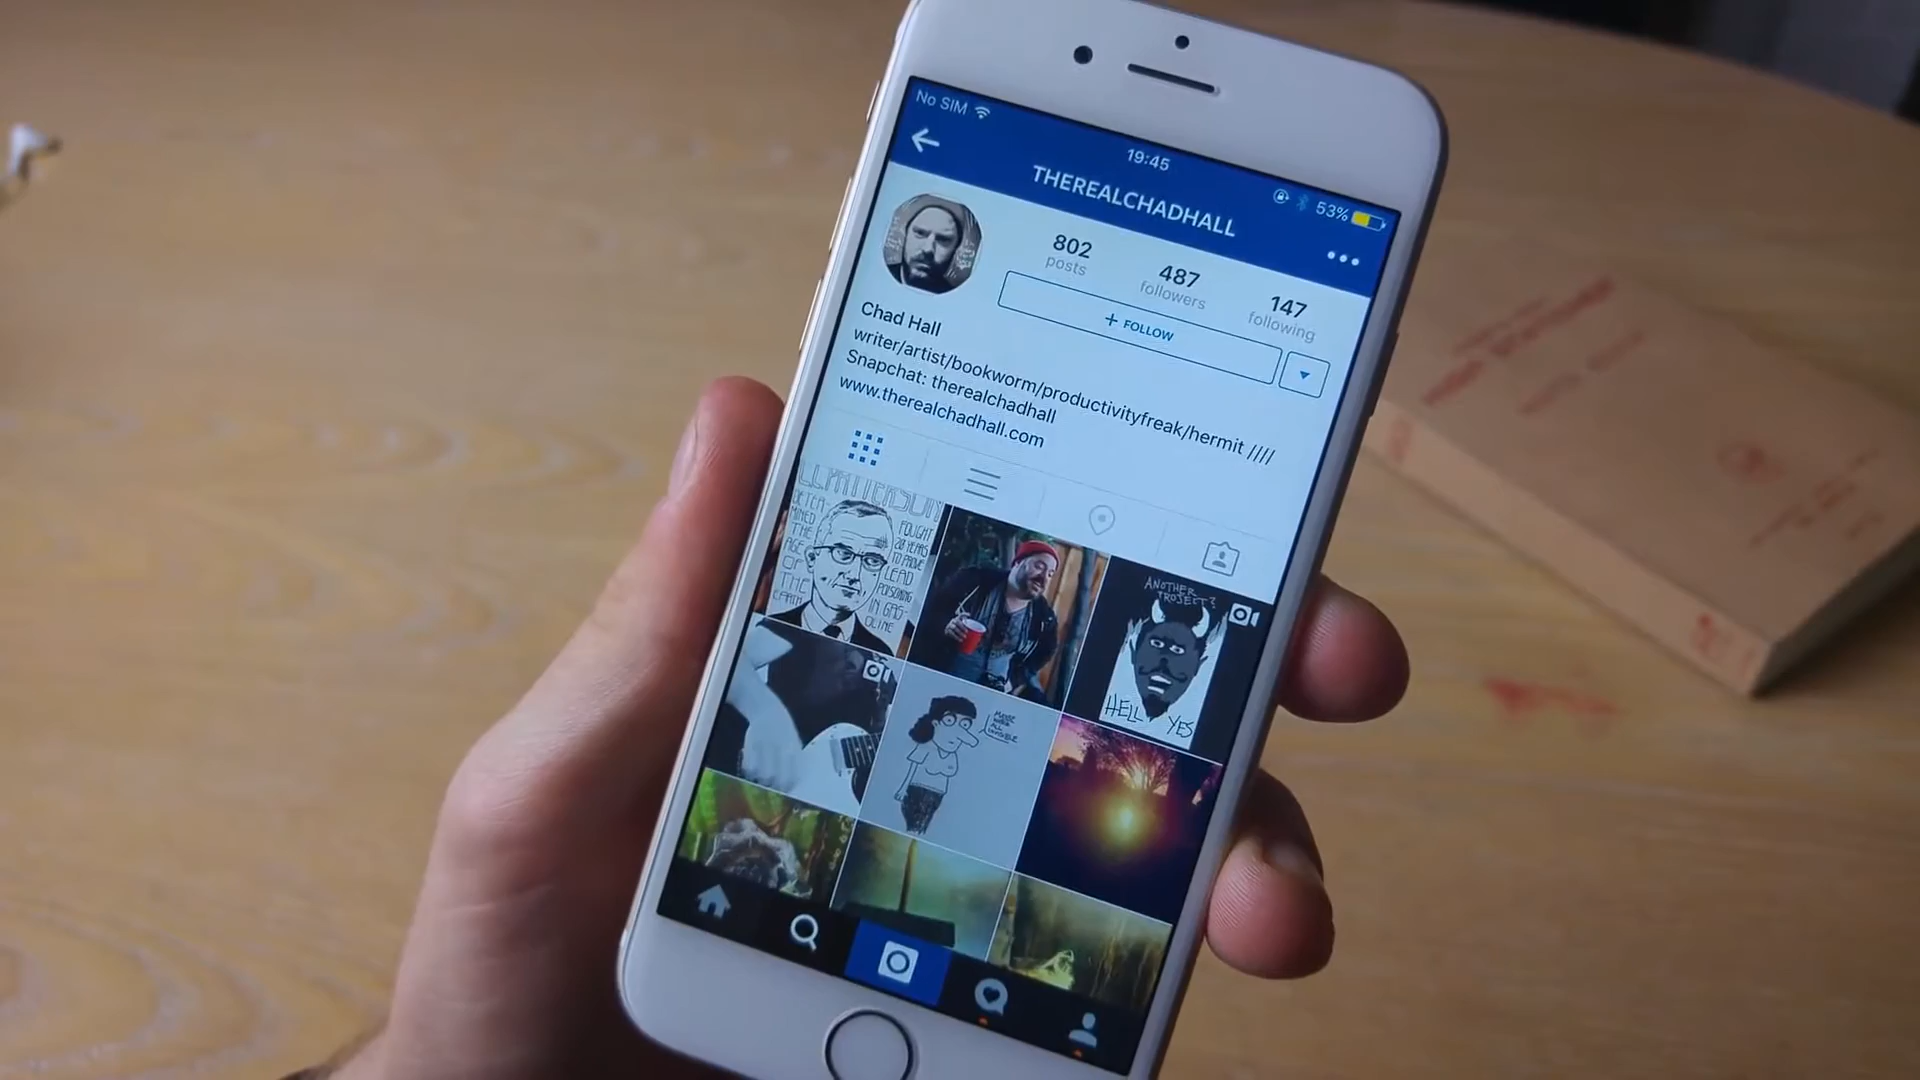 No SIM
19:45
53%
THEREALCHADHALL
802
posts
487
followers
147
following
+ FOLLOW
Chad Hall
writer/artist/bookworm/productivityfreak/hermit ////
Snapchat: therealchadhall
www.therealchadhall.com
DETER-
MINED
THE
AGE
OF
THE
EARTH
FOUGHT
20 YEARS
TO PROVE
LEAD
POISONING
IN GAS-
OLINE
ANOTHER
PROJECT?
HELL YES